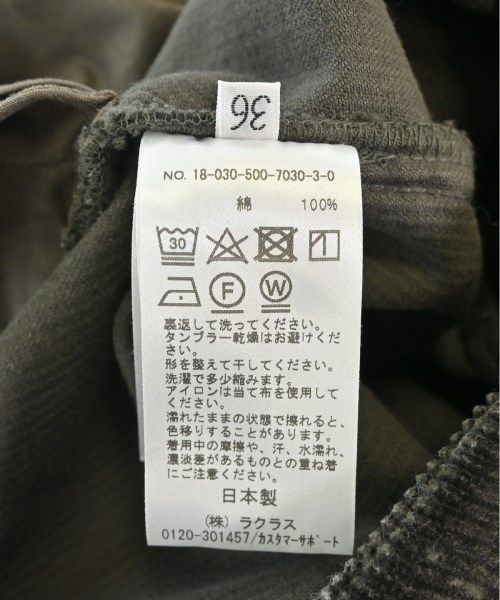 36
NO. 18-030-500-7030-3-0
綿 100%
30
F W
裏返して洗ってください。
タンブラー乾燥はお避けくださ
い。
形を整えて干してください。
洗濯で多少縮みます。
アイロンは当て布を使用して
ください。
濡れたままの状態で擦れると、
色移りすることがあります。
着用中の摩擦や、汗、水濡れ、
濃淡差があるものとの重ね着
にご注意ください。
日本製
(株) ラクラス
0120-301457/カスタマーサポート